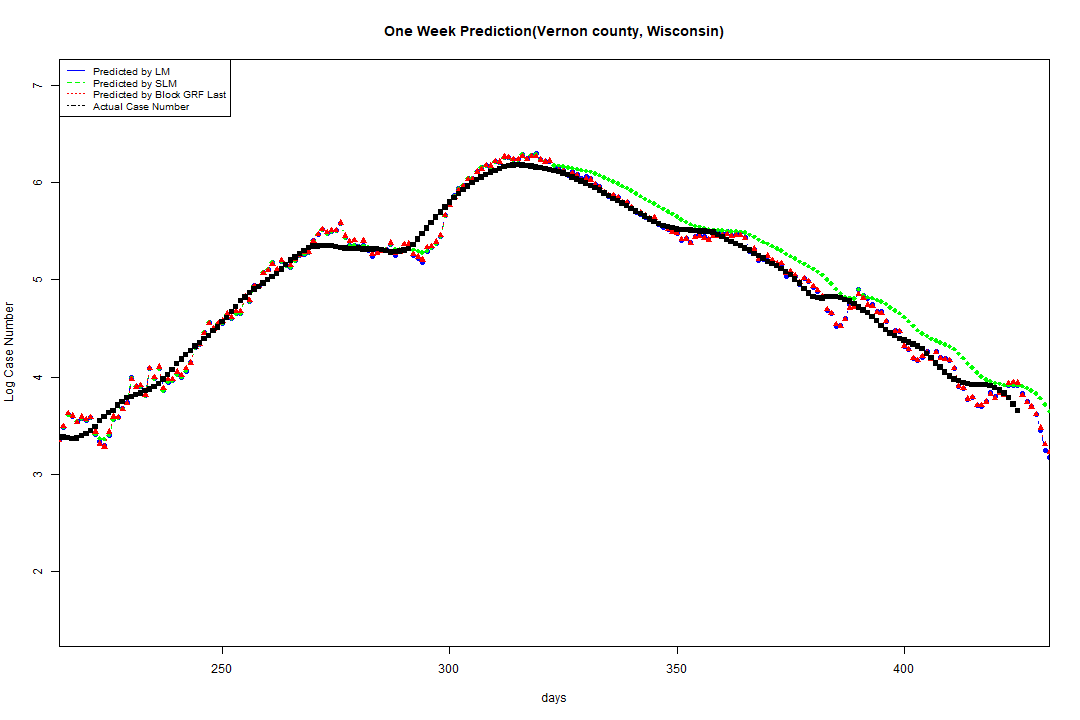 One Week Prediction(Vernon county, Wisconsin)
Predicted by LM
Predicted by SLM
Predicted by Block GRF Last
Actual Case Number
7
6
5
4
3
2
Log Case Number
250
300
350
400
days